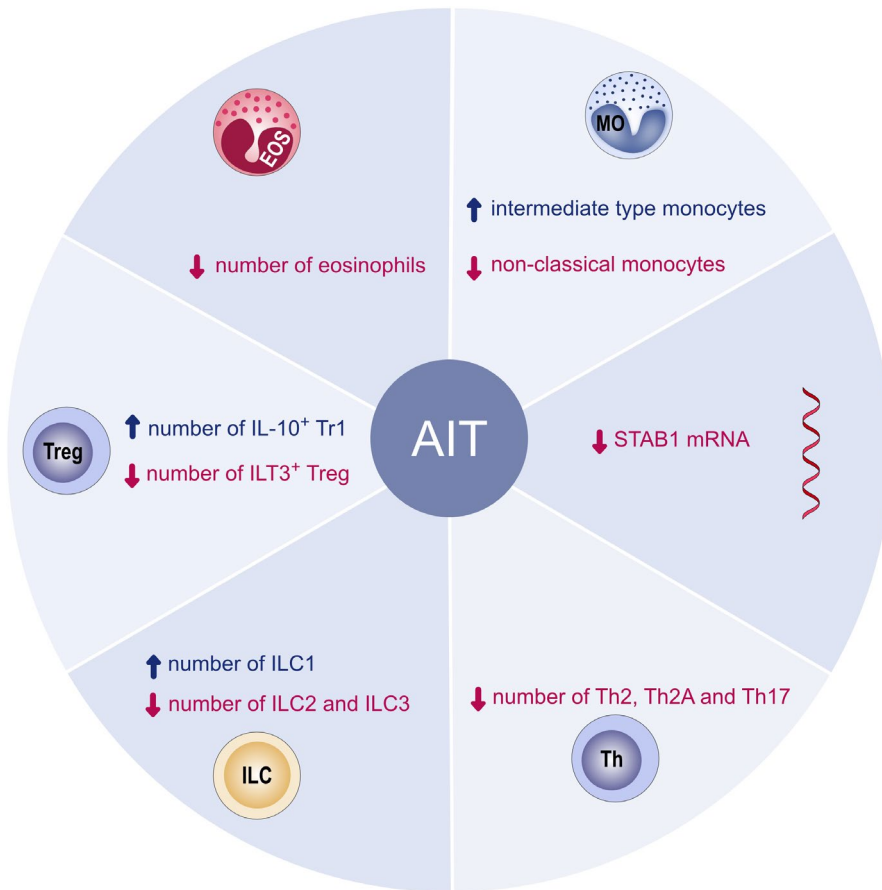 EOS
↓ number of eosinophils
MO
↑ intermediate type monocytes
↓ non-classical monocytes
Treg
↑ number of IL-10⁺ Tr1
↓ number of ILT3⁺ Treg
AIT
↓ STAB1 mRNA
↑ number of ILC1
↓ number of ILC2 and ILC3
ILC
↓ number of Th2, Th2A and Th17
Th